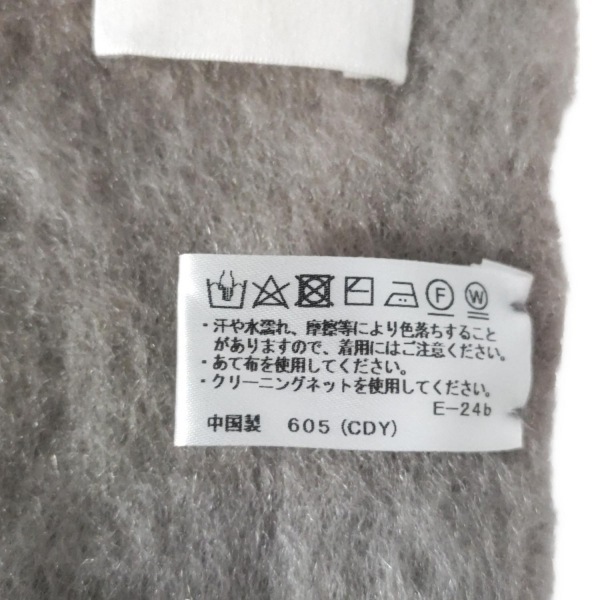 F W
・汗や水濡れ、摩擦等により色落ちすること
がありますので、着用にはご注意ください。
・あて布を使用してください。
・クリーニングネットを使用してください。
E-24b
中国製 605 (CDY)